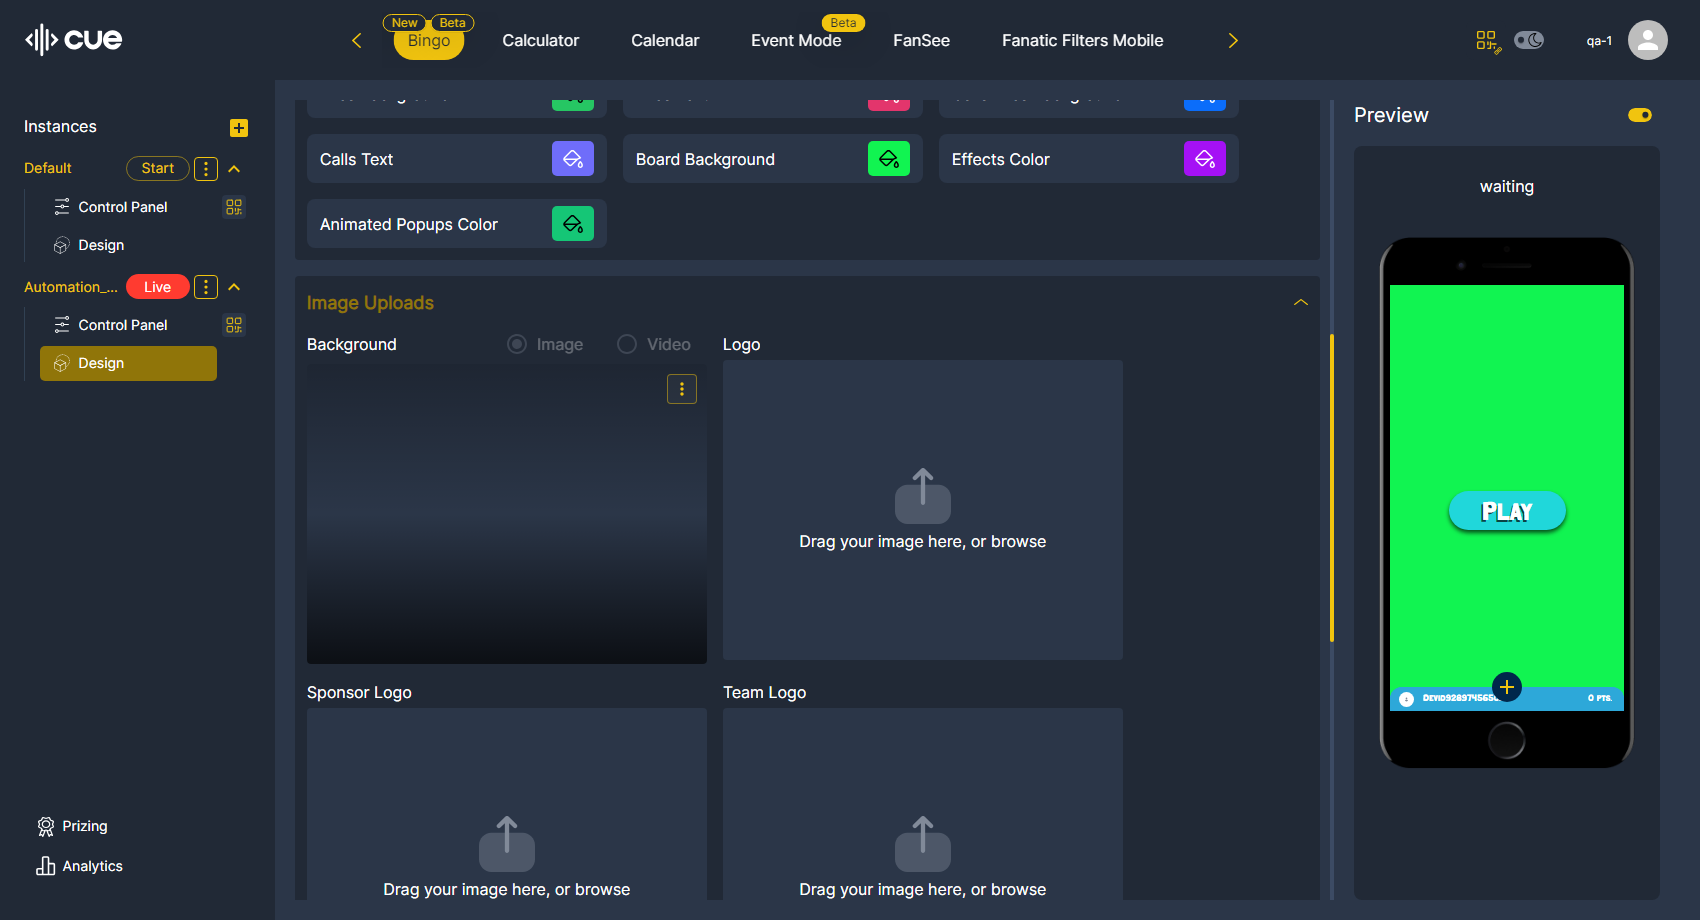 cue
New
Beta
Bingo
Calculator
Calendar
Beta
Event Mode
FanSee
Fanatic Filters Mobile
qa-1
Instances
Default
Start
Control Panel
Design
Automation_...
Live
Control Panel
Design
Prizing
Analytics
Calls Text
Board Background
Effects Color
Animated Popups Color
Image Uploads
Background
Image
Video
Logo
Drag your image here, or browse
Sponsor Logo
Team Logo
Drag your image here, or browse
Drag your image here, or browse
Preview
waiting
Play
0 pts.